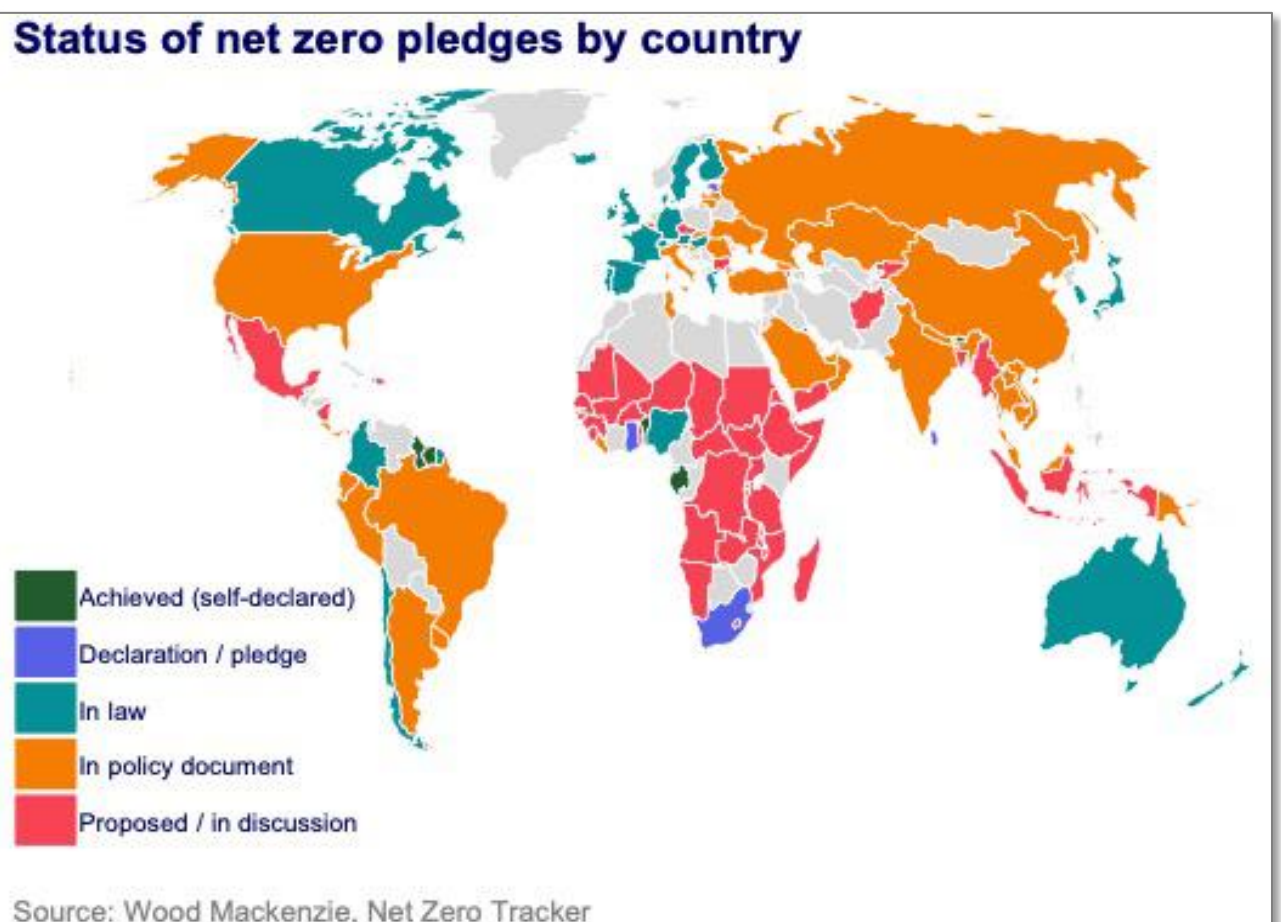 Status of net zero pledges by country
Achieved (self-declared)
Declaration / pledge
In law
In policy document
Proposed / in discussion
Source: Wood Mackenzie, Net Zero Tracker